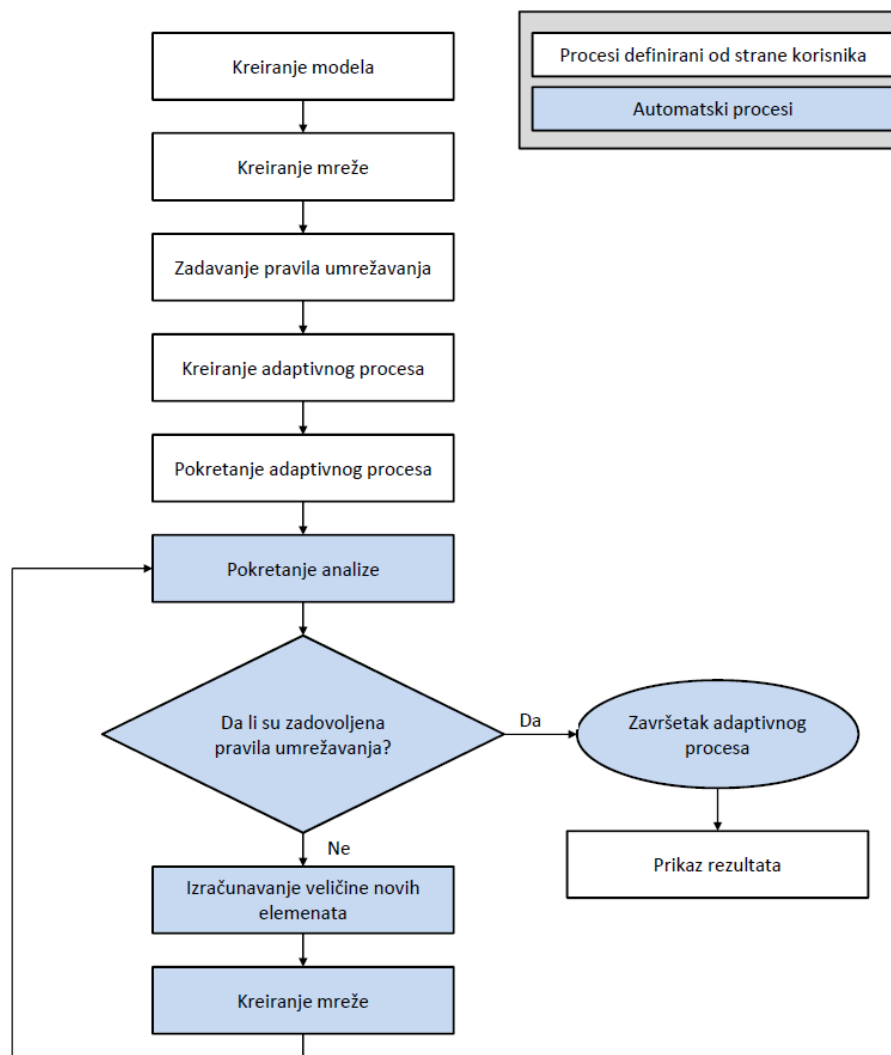 Kreiranje modela
Procesi definirani od strane korisnika
Automatski procesi
Kreiranje mreže
Zadavanje pravila umrežavanja
Kreiranje adaptivnog procesa
Pokretanje adaptivnog procesa
Pokretanje analize
Da li su zadovoljena
pravila umrežavanja?
Da
Završetak adaptivnog
procesa
Ne
Prikaz rezultata
Izračunavanje veličine novih
elemenata
Kreiranje mreže